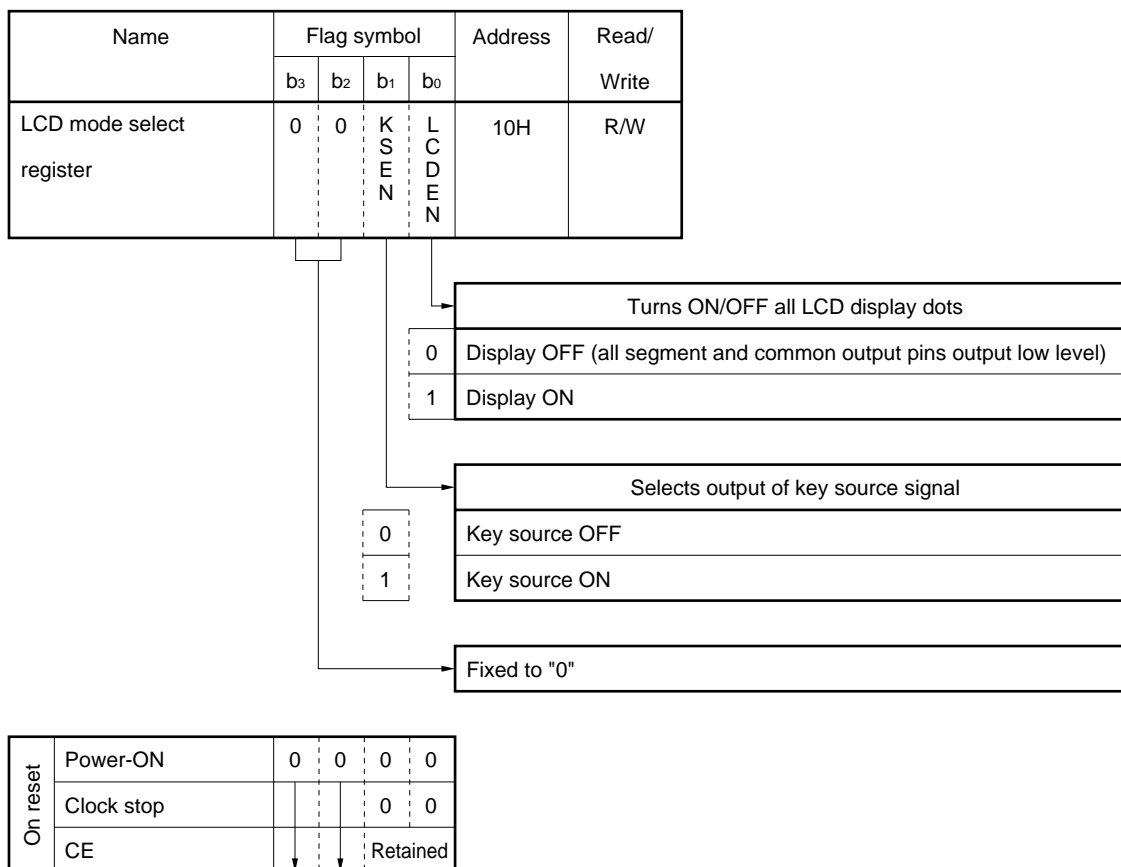 Name Flag symbol Address Read/
b3 b2 b1 b0 Write
LCD mode select 0 0 KSEN LCDEN 10H R/W
register
Turns ON/OFF all LCD display dots
0 Display OFF (all segment and common output pins output low level)
1 Display ON
Selects output of key source signal
0 Key source OFF
1 Key source ON
Fixed to "0"
On reset
Power-ON 0 0 0 0
Clock stop 0 0
CE Retained